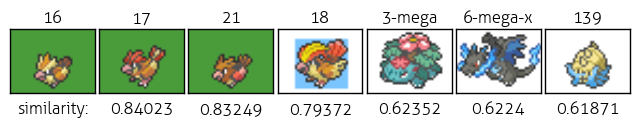 16 17 21 18 3-mega 6-mega-x 139
similarity: 0.84023 0.83249 0.79372 0.62352 0.6224 0.61871